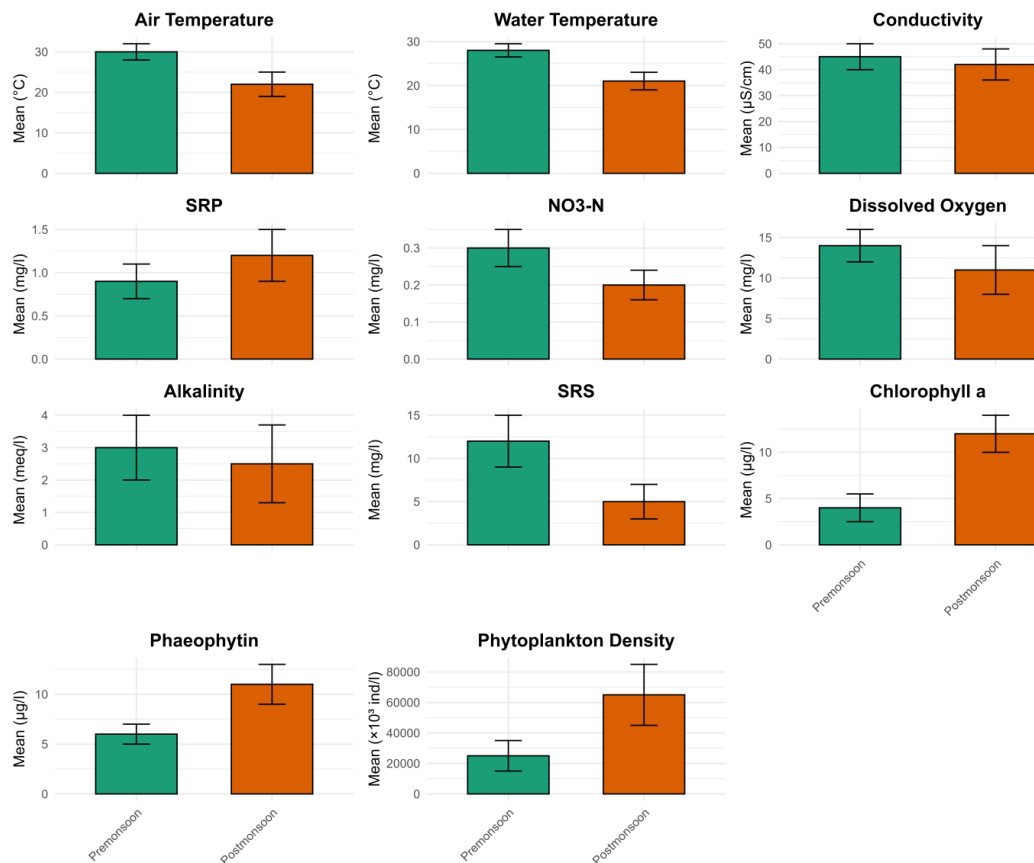 Air Temperature
Mean (°C)
30
20
10
0
Water Temperature
Mean (°C)
30
20
10
0
Conductivity
Mean (µS/cm)
50
40
30
20
10
0
SRP
Mean (mg/l)
1.5
1.0
0.5
0.0
NO3-N
Mean (mg/l)
0.3
0.2
0.1
0.0
Dissolved Oxygen
Mean (mg/l)
15
10
5
0
Alkalinity
Mean (meq/l)
4
3
2
1
0
SRS
Mean (mg/l)
15
10
5
0
Chlorophyll a
Mean (µg/l)
10
5
0
Premonsoon
Postmonsoon
Phaeophytin
Mean (µg/l)
10
5
0
Premonsoon
Postmonsoon
Phytoplankton Density
Mean (×10³ ind/l)
80000
60000
40000
20000
0
Premonsoon
Postmonsoon